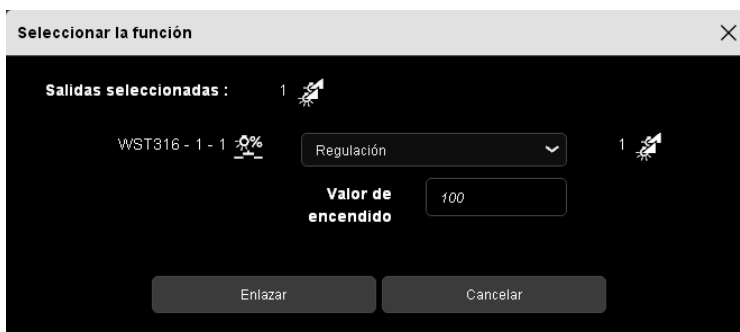 Seleccionar la función
Salidas seleccionadas : 1
WST316 - 1 - 1 % Regulación 1
Valor de
encendido 100
Enlazar Cancelar